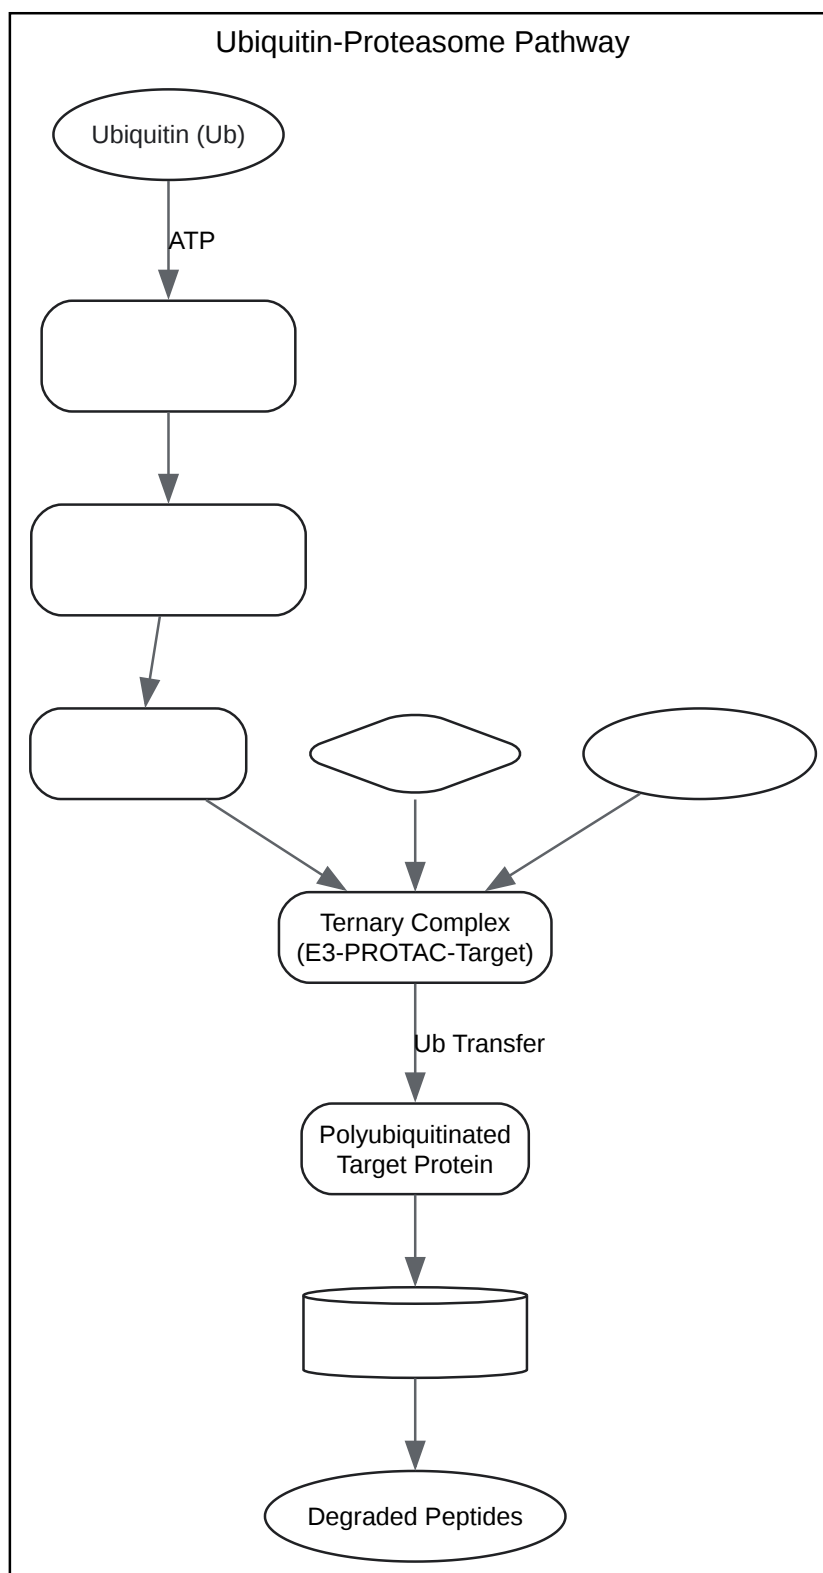 Ubiquitin-Proteasome Pathway
Ubiquitin (Ub)
ATP
Ternary Complex
(E3-PROTAC-Target)
Ub Transfer
Polyubiquitinated
Target Protein
Degraded Peptides